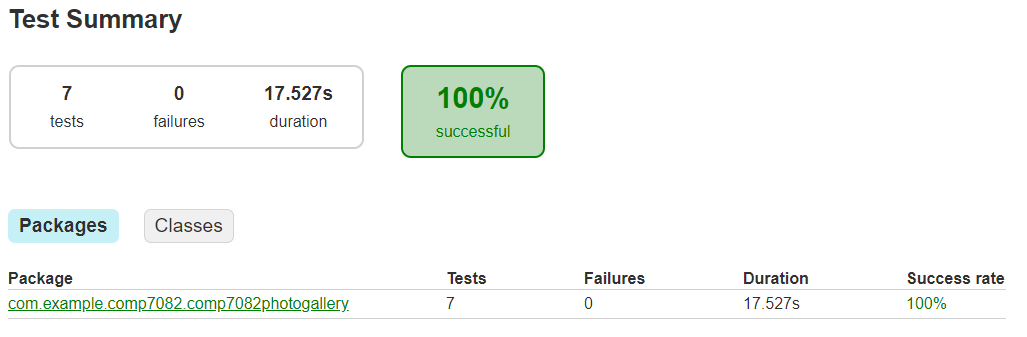 Test Summary
7 0 17.527s
tests failures duration
100%
successful
Packages Classes
Package Tests Failures Duration Success rate
com.example.comp7082.comp7082photogallery 7 0 17.527s 100%